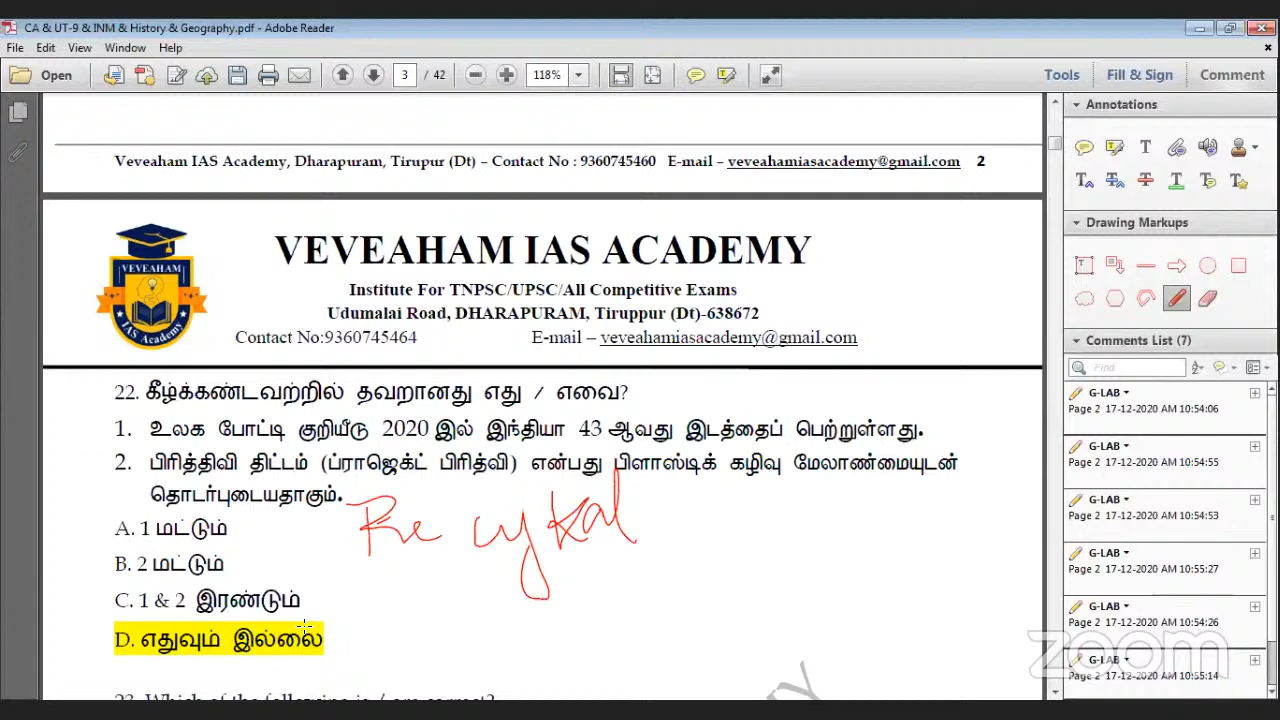 CA & UT-9 & INM & History & Geography.pdf - Adobe Reader
File Edit View Window Help
Open 3 / 42 118% Tools Fill & Sign Comment
Annotations
Veveaham IAS Academy, Dharapuram, Tirupur (Dt) – Contact No : 9360745460 E-mail – veveahamiasacademy@gmail.com 2
Drawing Markups
VEVEAHAM
IAS Academy
VEVEAHAM IAS ACADEMY
Institute For TNPSC/UPSC/All Competitive Exams
Udumalai Road, DHARAPURAM, Tiruppur (Dt)-638672
Contact No:9360745464 E-mail – veveahamiasacademy@gmail.com
Comments List (7)
Find
22. கீழ்க்கண்டவற்றில் தவறானது எது / எவை?
1. உலக போட்டி குறியீடு 2020 இல் இந்தியா 43 ஆவது இடத்தைப் பெற்றுள்ளது.
2. பிரித்திவி திட்டம் (ப்ராஜெக்ட் பிரித்வி) என்பது பிளாஸ்டிக் கழிவு மேலாண்மையுடன்
தொடர்புடையதாகும்.
Re cykal
A. 1 மட்டும்
B. 2 மட்டும்
C. 1 & 2 இரண்டும்
D. எதுவும் இல்லை
23. Which of the following is / are correct?
G-LAB
Page 2 17-12-2020 AM 10:54:06
G-LAB
Page 2 17-12-2020 AM 10:54:55
G-LAB
Page 2 17-12-2020 AM 10:54:53
G-LAB
Page 2 17-12-2020 AM 10:55:27
G-LAB
Page 2 17-12-2020 AM 10:54:26
G-LAB
Page 2 17-12-2020 AM 10:55:14
zoom